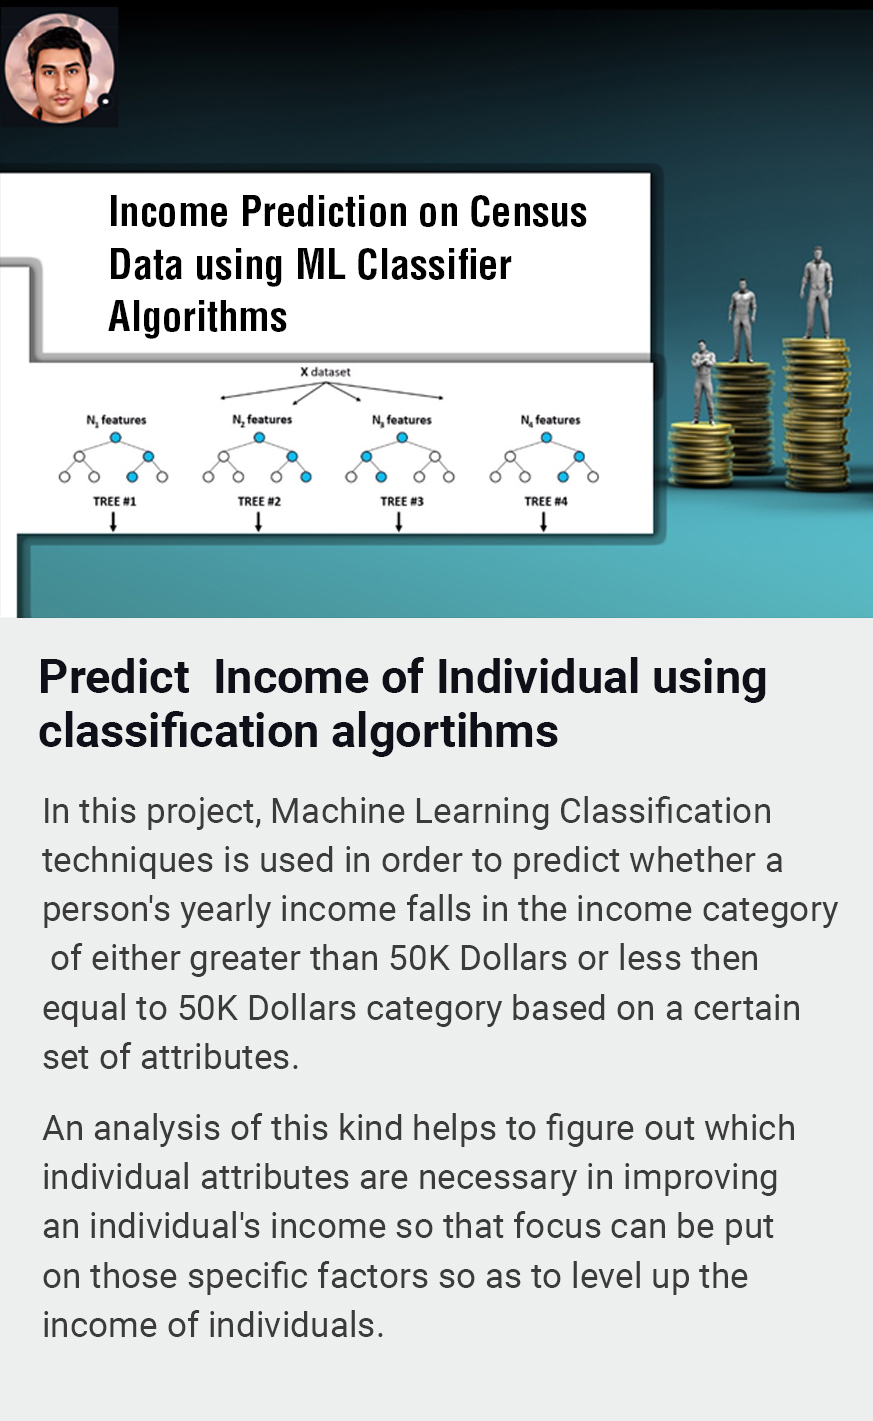 Income Prediction on Census
Data using ML Classifier
Algorithms
X dataset
N₁ features N₂ features N₃ features N₄ features
TREE #1 TREE #2 TREE #3 TREE #4
Predict  Income of Individual using
classification algortihms
In this project, Machine Learning Classification
techniques is used in order to predict whether a
person's yearly income falls in the income category
of either greater than 50K Dollars or less then
equal to 50K Dollars category based on a certain
set of attributes.
An analysis of this kind helps to figure out which
individual attributes are necessary in improving
an individual's income so that focus can be put
on those specific factors so as to level up the
income of individuals.